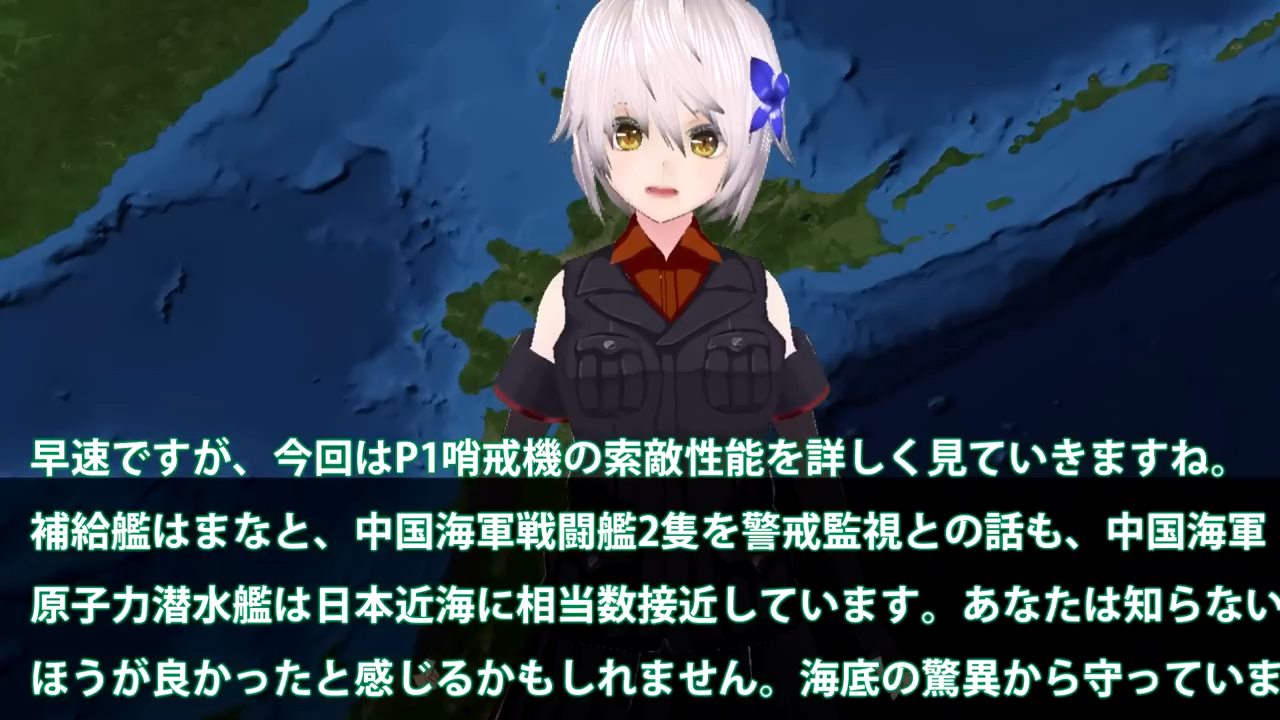 早速ですが、今回はP1哨戒機の索敵性能を詳しく見ていきますね。
補給艦はまなと、中国海軍戦闘艦2隻を警戒監視との話も、中国海軍
原子力潜水艦は日本近海に相当数接近しています。あなたは知らない
ほうが良かったと感じるかもしれません。海底の驚異から守っていま